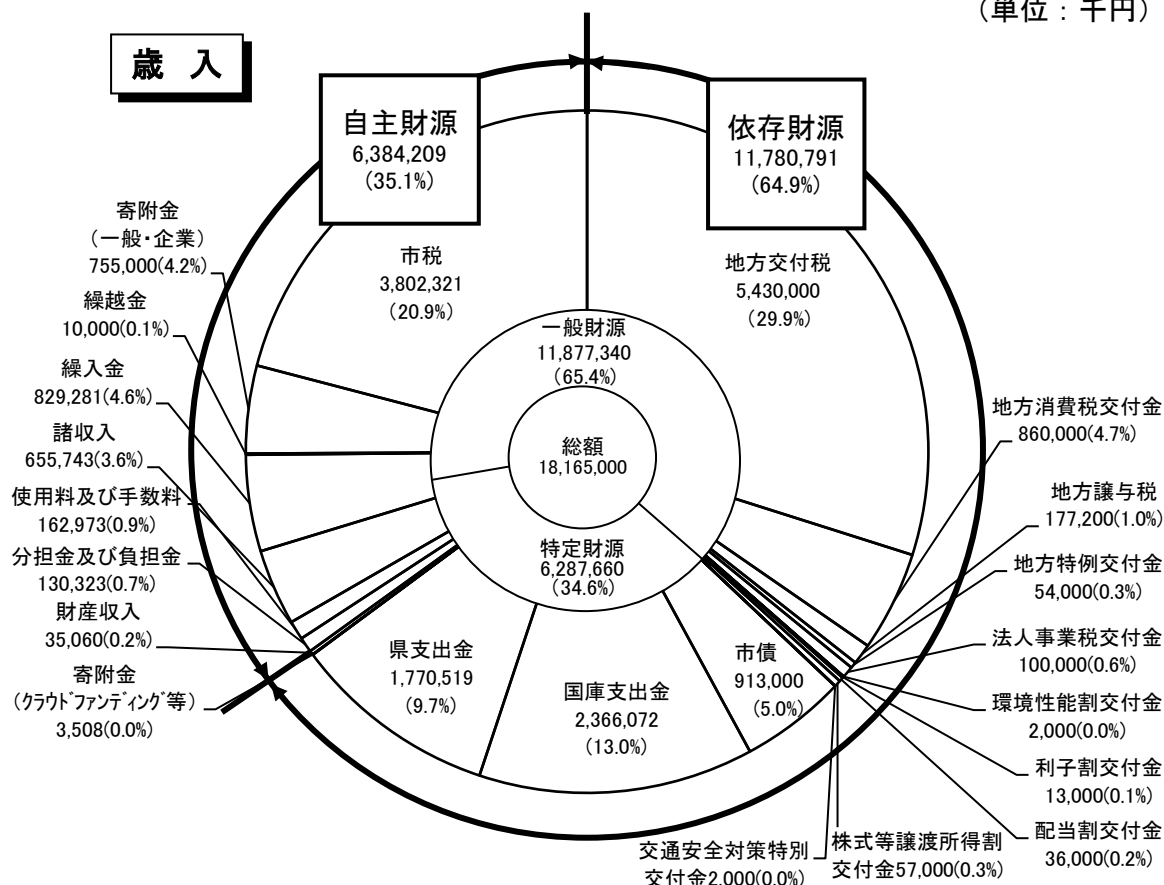 (単位：千円)
歳 入
自主財源
6,384,209
(35.1%)
依存財源
11,780,791
(64.9%)
寄附金
(一般・企業)
755,000(4.2%)
繰越金
10,000(0.1%)
繰入金
829,281(4.6%)
諸収入
655,743(3.6%)
使用料及び手数料
162,973(0.9%)
分担金及び負担金
130,323(0.7%)
財産収入
35,060(0.2%)
寄附金
(クラウドファンディング等)
3,508(0.0%)
市税
3,802,321
(20.9%)
地方交付税
5,430,000
(29.9%)
一般財源
11,877,340
(65.4%)
総額
18,165,000
特定財源
6,287,660
(34.6%)
県支出金
1,770,519
(9.7%)
国庫支出金
2,366,072
(13.0%)
市債
913,000
(5.0%)
地方消費税交付金
860,000(4.7%)
地方譲与税
177,200(1.0%)
地方特例交付金
54,000(0.3%)
法人事業税交付金
100,000(0.6%)
環境性能割交付金
2,000(0.0%)
利子割交付金
13,000(0.1%)
配当割交付金
36,000(0.2%)
株式等譲渡所得割
交付金57,000(0.3%)
交通安全対策特別
交付金2,000(0.0%)